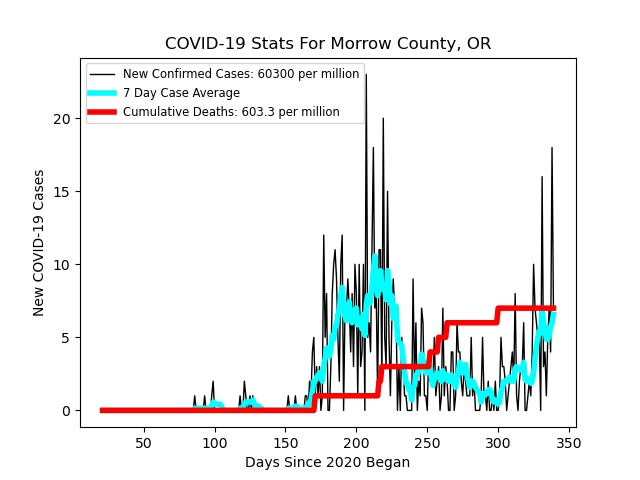 COVID-19 Stats For Morrow County, OR
New Confirmed Cases: 60300 per million
7 Day Case Average
Cumulative Deaths: 603.3 per million
New COVID-19 Cases
20
15
10
5
0
50 100 150 200 250 300 350
Days Since 2020 Began